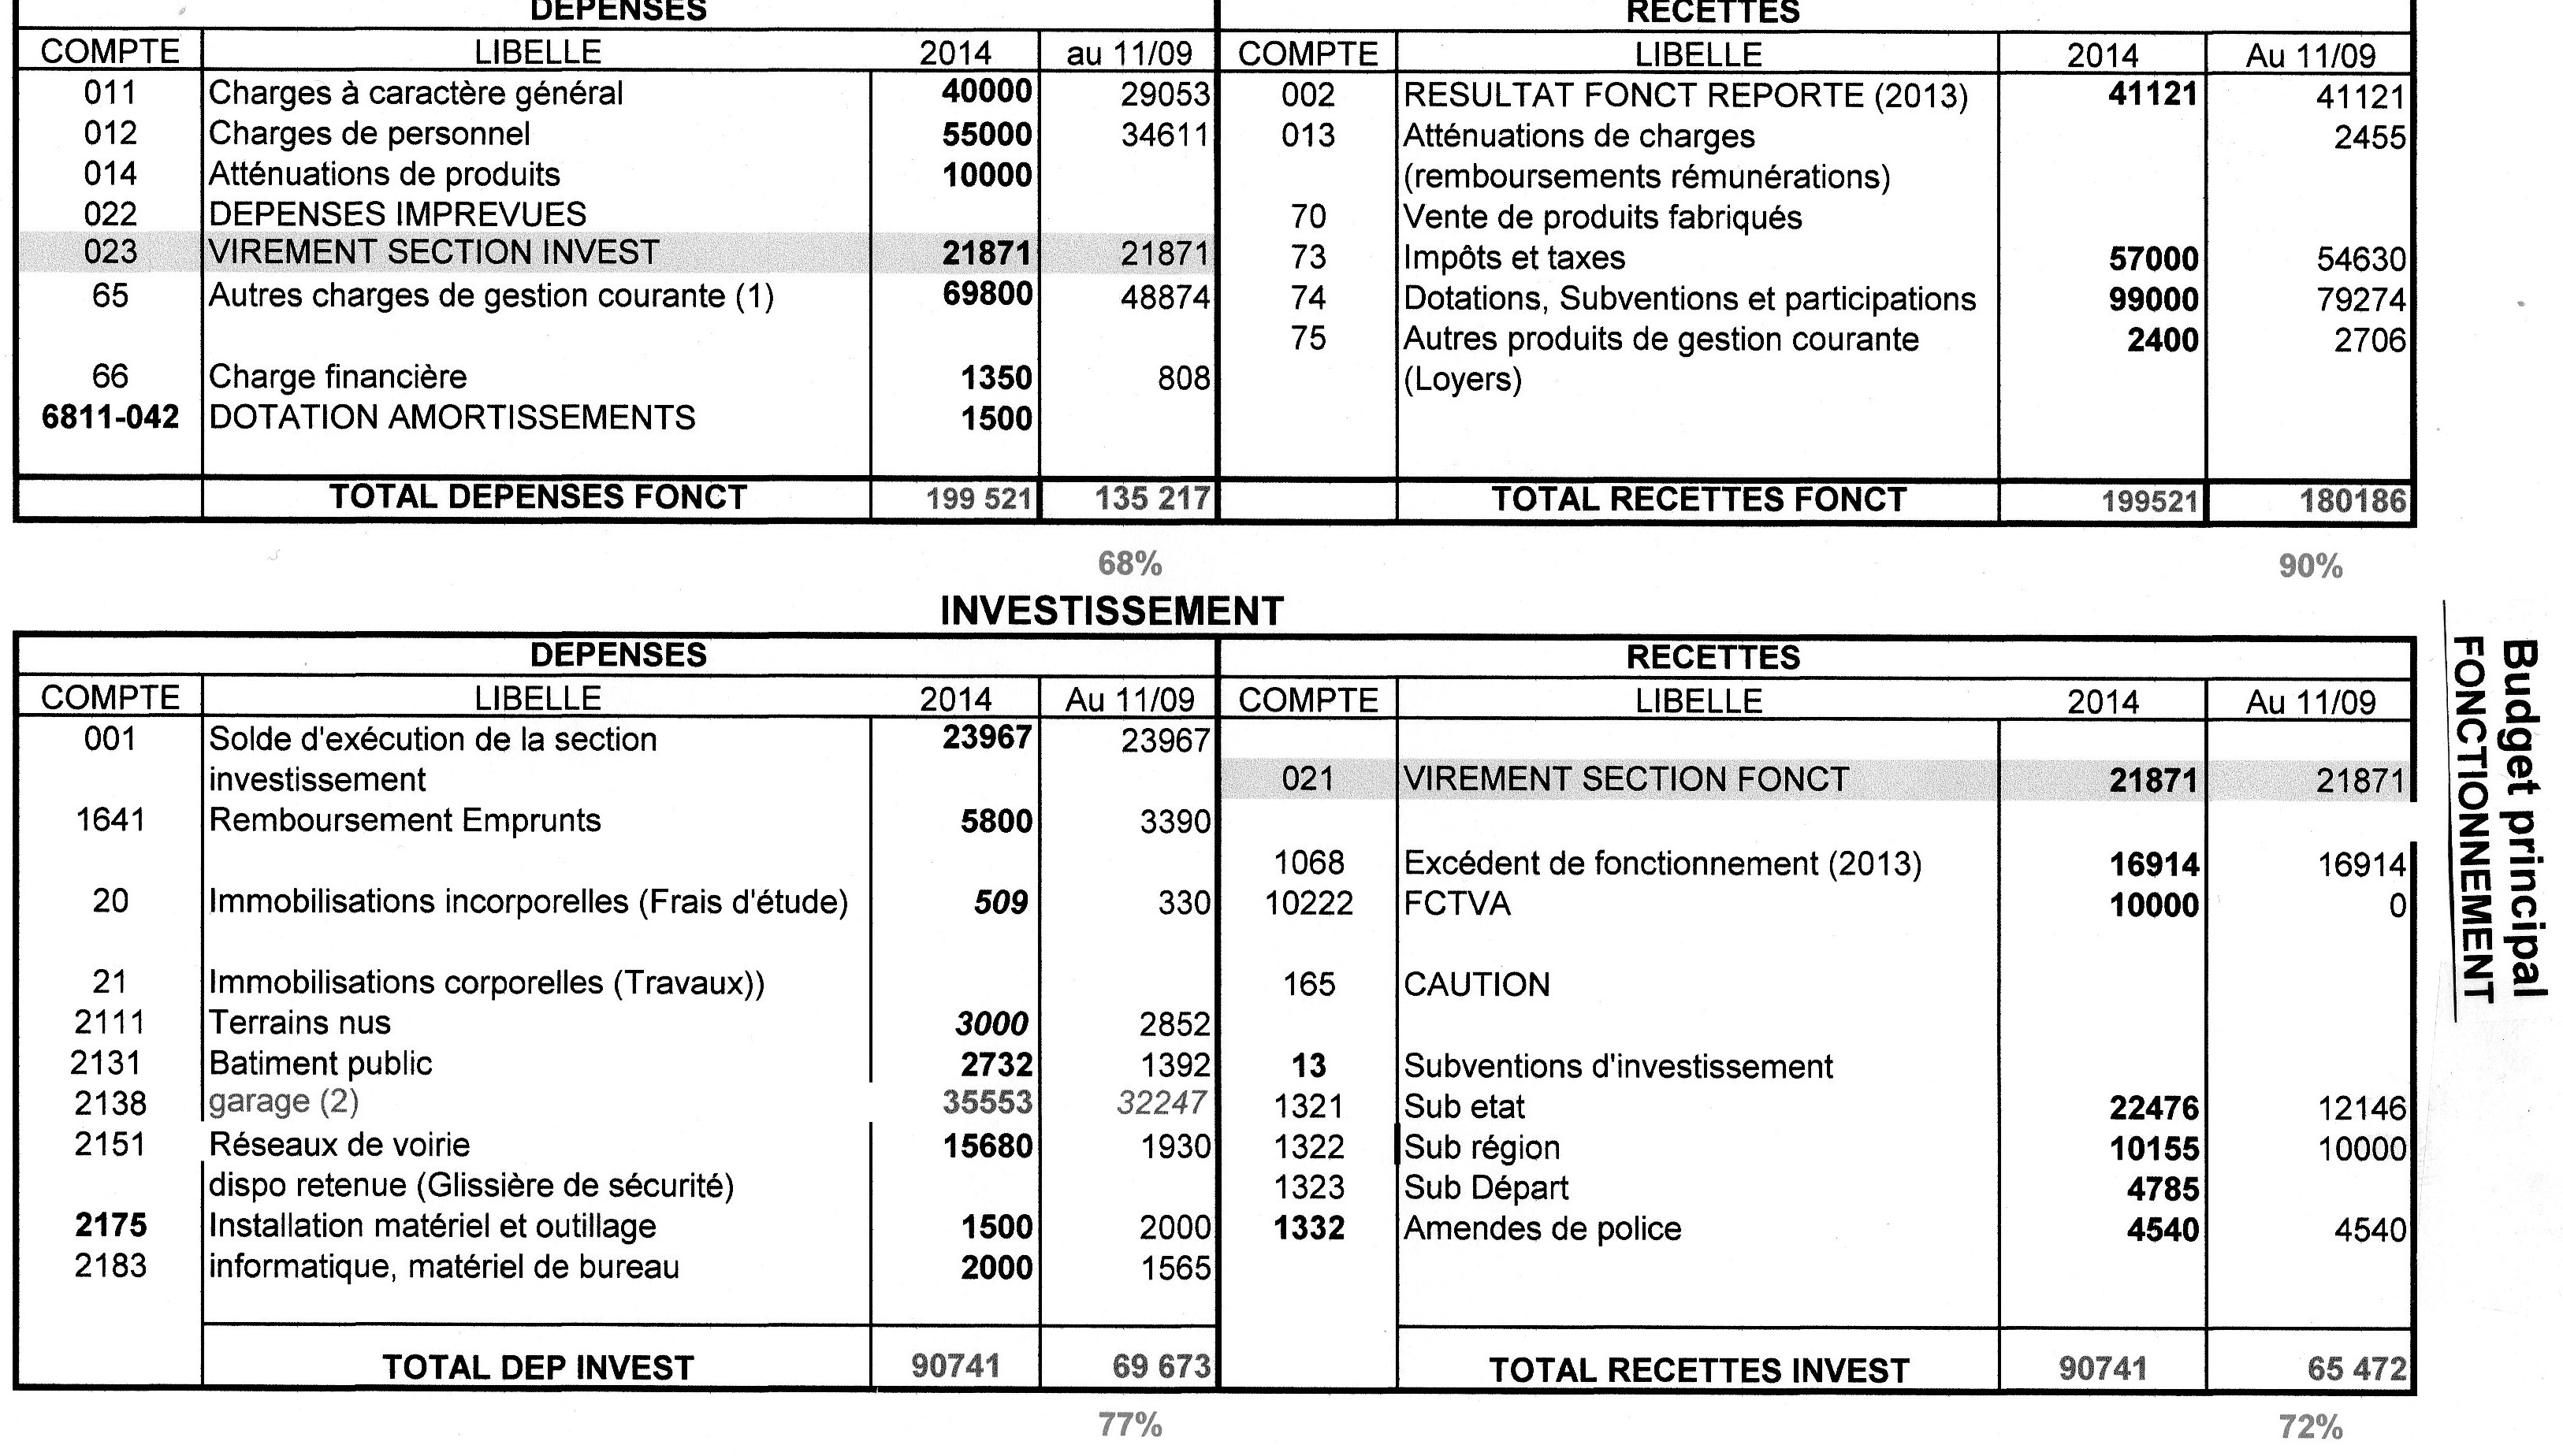 DEPENSES RECETTES
COMPTE LIBELLE 2014 au 11/09 COMPTE LIBELLE 2014 Au 11/09
011 Charges à caractère général 40000 29053 002 RESULTAT FONCT REPORTE (2013) 41121 41121
012 Charges de personnel 55000 34611 013 Atténuations de charges 2455
014 Atténuations de produits 10000 (remboursements rémunérations)
022 DEPENSES IMPREVUES 70 Vente de produits fabriqués
023 VIREMENT SECTION INVEST 21871 21871 73 Impôts et taxes 57000 54630
65 Autres charges de gestion courante (1) 69800 48874 74 Dotations, Subventions et participations 99000 79274
75 Autres produits de gestion courante 2400 2706
66 Charge financière 1350 808 (Loyers)
6811-042 DOTATION AMORTISSEMENTS 1500
TOTAL DEPENSES FONCT 199 521 135 217 TOTAL RECETTES FONCT 199521 180186
68% 90%
INVESTISSEMENT
DEPENSES RECETTES
COMPTE LIBELLE 2014 Au 11/09 COMPTE LIBELLE 2014 Au 11/09
001 Solde d'exécution de la section 23967 23967
investissement 021 VIREMENT SECTION FONCT 21871 21871
1641 Remboursement Emprunts 5800 3390
1068 Excédent de fonctionnement (2013) 16914 16914
20 Immobilisations incorporelles (Frais d'étude) 509 330 10222 FCTVA 10000 0
21 Immobilisations corporelles (Travaux)) 165 CAUTION
2111 Terrains nus 3000 2852
2131 Batiment public 2732 1392 13 Subventions d'investissement
2138 garage (2) 35553 32247 1321 Sub etat 22476 12146
2151 Réseaux de voirie 15680 1930 1322 Sub région 10155 10000
dispo retenue (Glissière de sécurité) 1323 Sub Départ 4785
2175 Installation matériel et outillage 1500 2000 1332 Amendes de police 4540 4540
2183 informatique, matériel de bureau 2000 1565
TOTAL DEP INVEST 90741 69 673 TOTAL RECETTES INVEST 90741 65 472
77% 72%
Budget principal
FONCTIONNEMENT